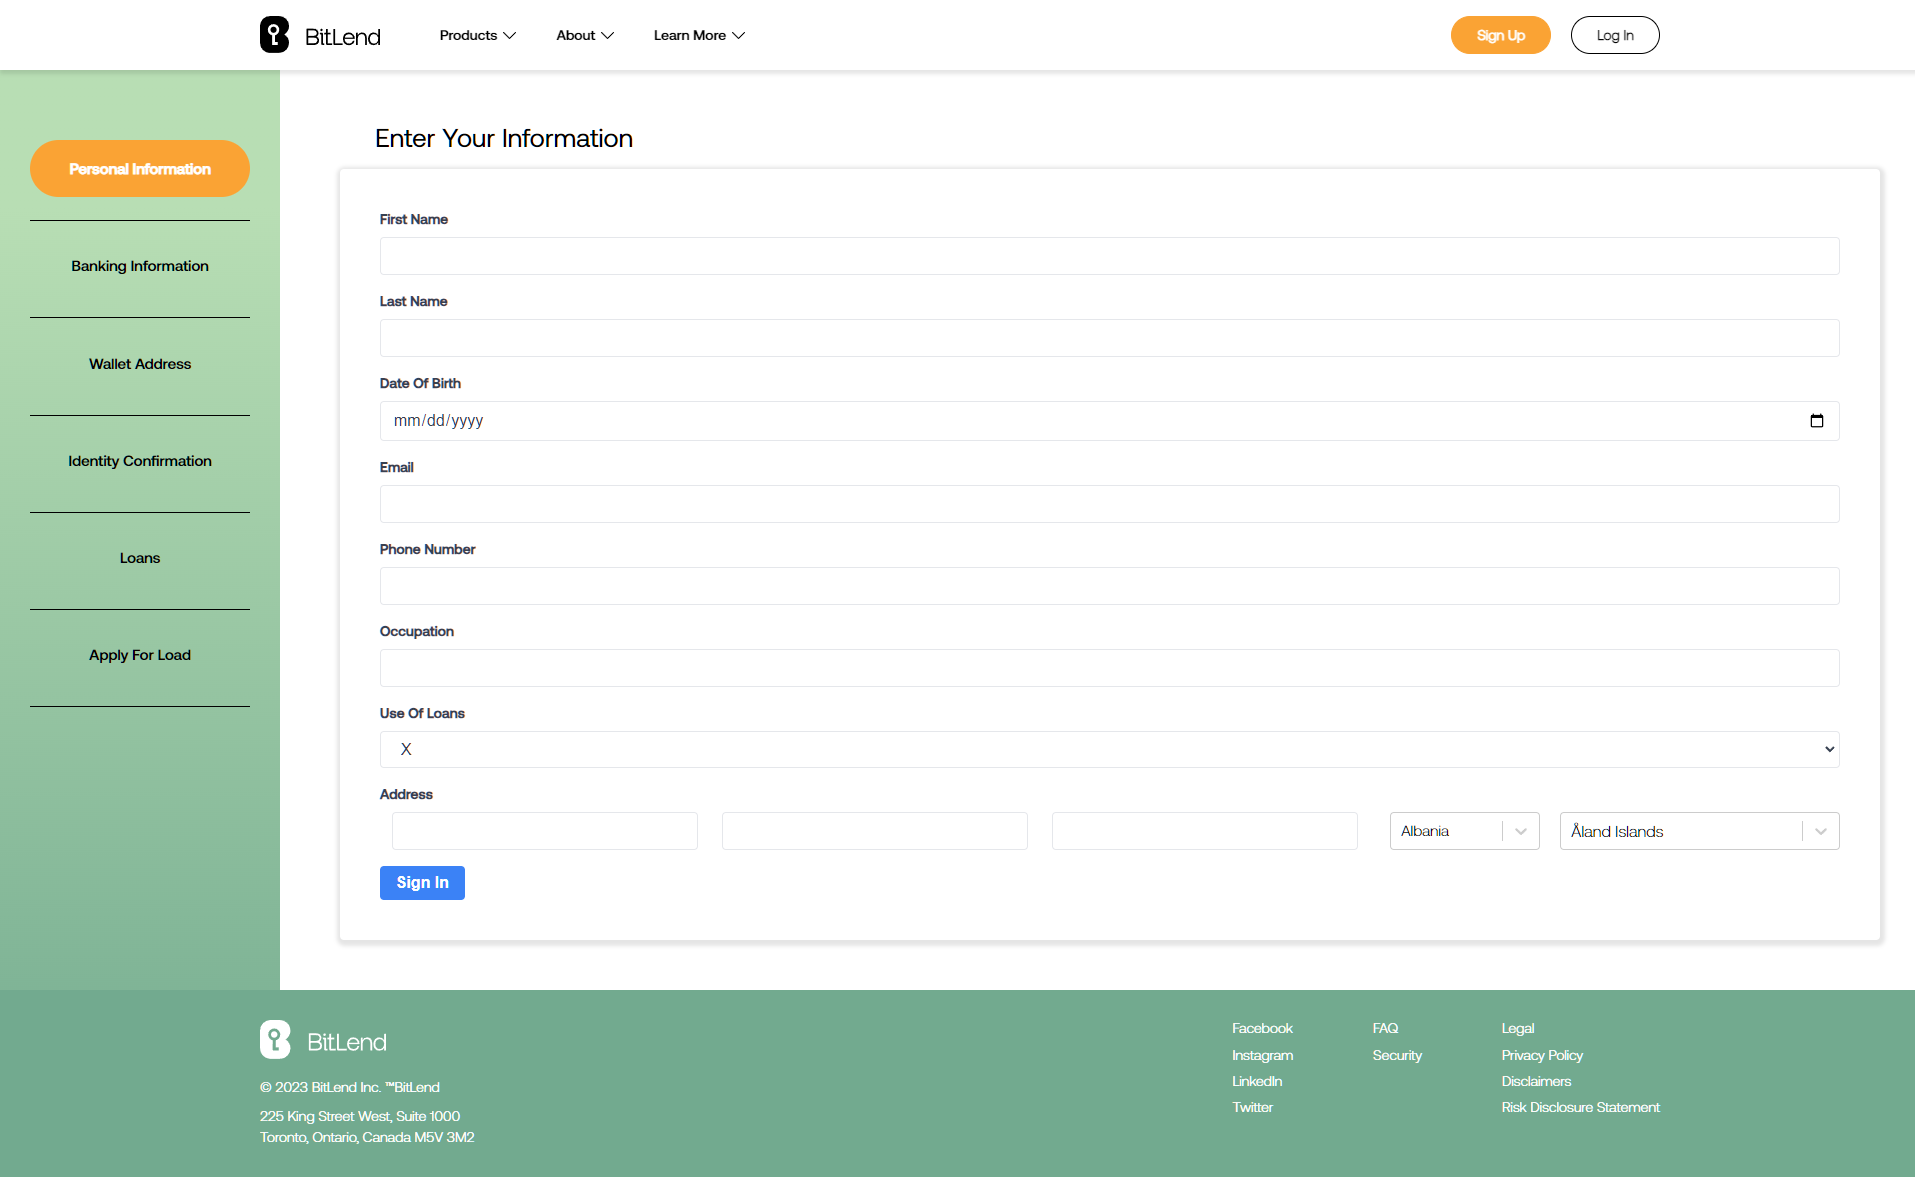 BitLend
Products
About
Learn More
Sign Up
Log In
Personal Information
Banking Information
Wallet Address
Identity Confirmation
Loans
Apply For Load
Enter Your Information
First Name
Last Name
Date Of Birth
mm/dd/yyyy
Email
Phone Number
Occupation
Use Of Loans
X
Address
Albania
Åland Islands
Sign In
BitLend
© 2023 BitLend Inc. ™BitLend
225 King Street West, Suite 1000
Toronto, Ontario, Canada M5V 3M2
Facebook
Instagram
LinkedIn
Twitter
FAQ
Security
Legal
Privacy Policy
Disclaimers
Risk Disclosure Statement